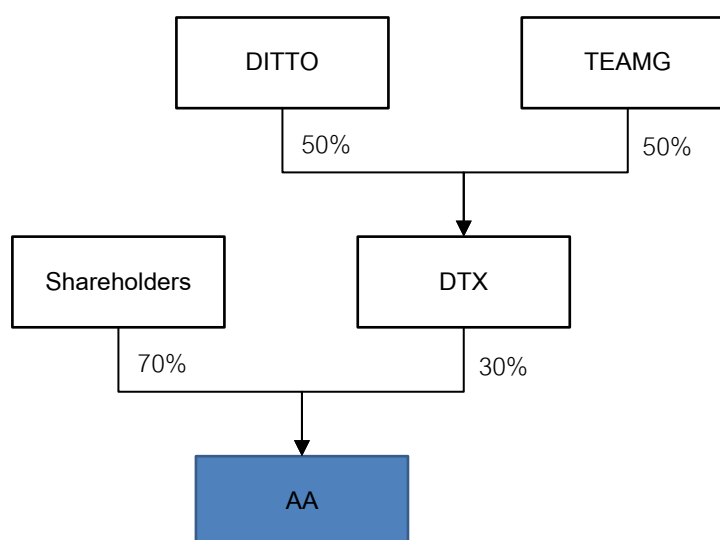 DITTO
TEAMG
50%
50%
Shareholders
DTX
70%
30%
AA